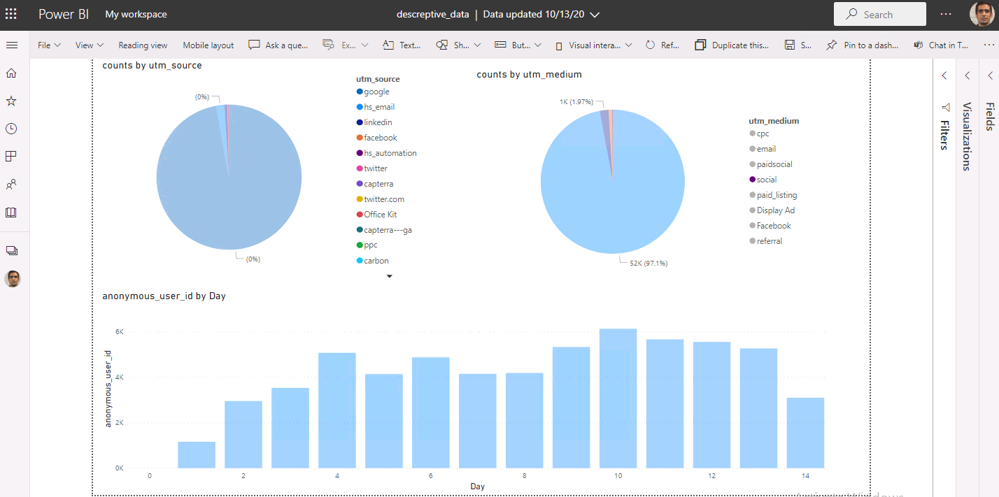 Power BI My workspace descreptive_data | Data updated 10/13/20 Search
File View Reading view Mobile layout Ask a que... Ex... Text... Sh... But... Visual intera... Ref... Duplicate this... S... Pin to a dash... Chat in T...
counts by utm_source
(0%)
(0%)
utm_source
google
hs_email
linkedin
facebook
hs_automation
twitter
capterra
twitter.com
Office Kit
capterra---ga
ppc
carbon
counts by utm_medium
1K (1.97%)
52K (97.1%)
utm_medium
cpc
email
paidsocial
social
paid_listing
Display Ad
Facebook
referral
Filters
Visualizations
Fields
anonymous_user_id by Day
anonymous_user_id
6K
4K
2K
0K
0 2 4 6 8 10 12 14
Day